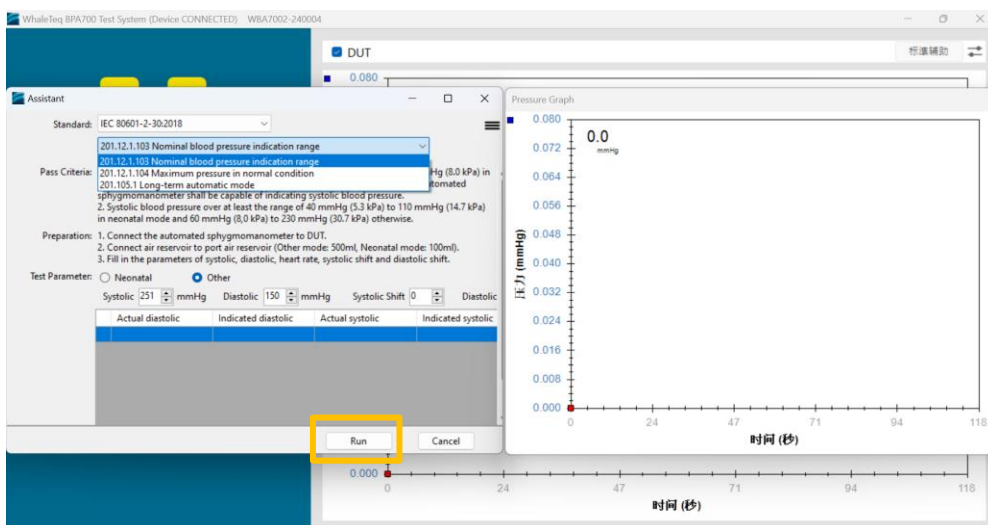 WhaleTeq BPA700 Test System (Device CONNECTED) WBA7002-240004
DUT
標準輔助
0.080
Assistant
Standard: IEC 80601-2-30:2018
201.12.1.103 Nominal blood pressure indication range
201.12.1.103 Nominal blood pressure indication range
201.12.1.104 Maximum pressure in normal condition
201.105.1 Long-term automatic mode
Pass Criteria:
Hg (8.0 kPa) in
utomated
sphygmomanometer shall be capable of indicating systolic blood pressure.
2. Systolic blood pressure over at least the range of 40 mmHg (5.3 kPa) to 110 mmHg (14.7 kPa)
in neonatal mode and 60 mmHg (8,0 kPa) to 230 mmHg (30.7 kPa) otherwise.
Preparation: 1. Connect the automated sphygmomanometer to DUT.
2. Connect air reservoir to port air reservoir (Other mode: 500ml, Neonatal mode: 100ml).
3. Fill in the parameters of systolic, diastolic, heart rate, systolic shift and diastolic shift.
Test Parameter: Neonatal Other
Systolic 251 mmHg Diastolic 150 mmHg Systolic Shift 0 Diastolic
Actual diastolic Indicated diastolic Actual systolic Indicated systolic
Run Cancel
Pressure Graph
0.080
0.0
mmHg
0.072
0.064
0.056
0.048
0.040
0.032
0.024
0.016
0.008
0.000
压力 (mmHg)
0 24 47 71 94 118
时间 (秒)
0.000
0 24 47 71 94 118
时间 (秒)